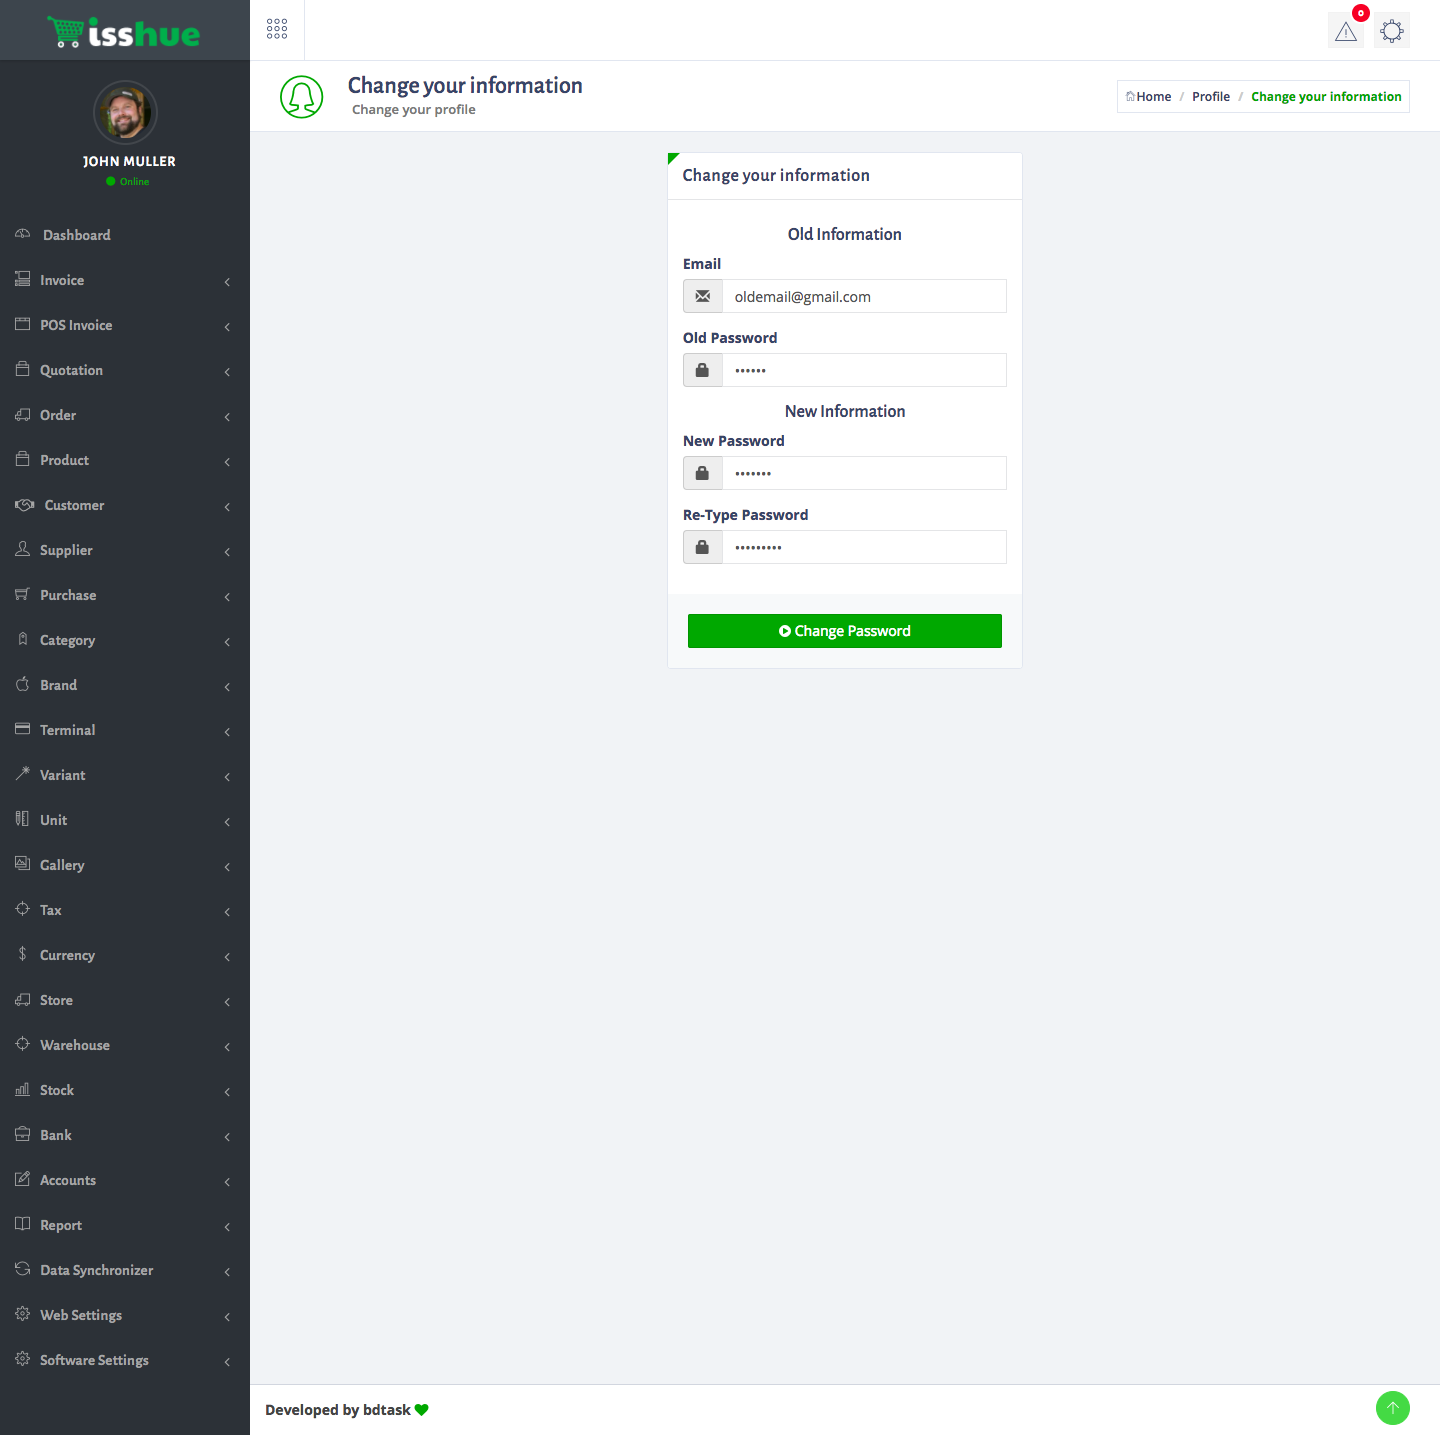 isshue
0
JOHN MULLER
Online
Change your information
Change your profile
Home / Profile / Change your information
Dashboard
Invoice
POS Invoice
Quotation
Order
Product
Customer
Supplier
Purchase
Category
Brand
Terminal
Variant
Unit
Gallery
Tax
Currency
Store
Warehouse
Stock
Bank
Accounts
Report
Data Synchronizer
Web Settings
Software Settings
Change your information
Old Information
Email
oldemail@gmail.com
Old Password
••••••
New Information
New Password
•••••••
Re-Type Password
•••••••••
Change Password
Developed by bdtask